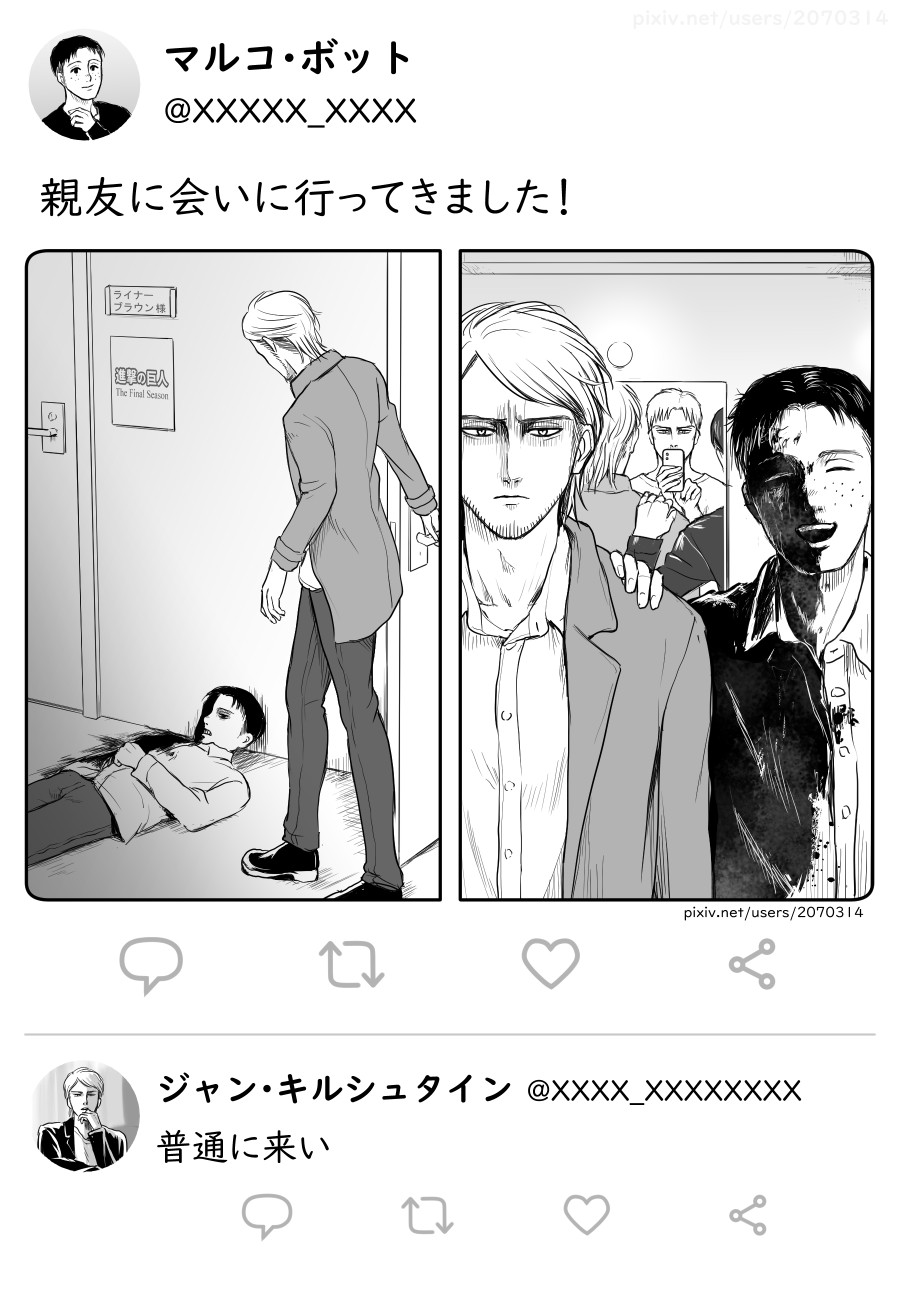 pixiv.net/users/2070314
マルコ・ボット
@XXXXX_XXXX
親友に会いに行ってきました！
ライナー
ブラウン様
進撃の巨人
The Final Season
pixiv.net/users/2070314
ジャン・キルシュタイン @XXXX_XXXXXXXX
普通に来い